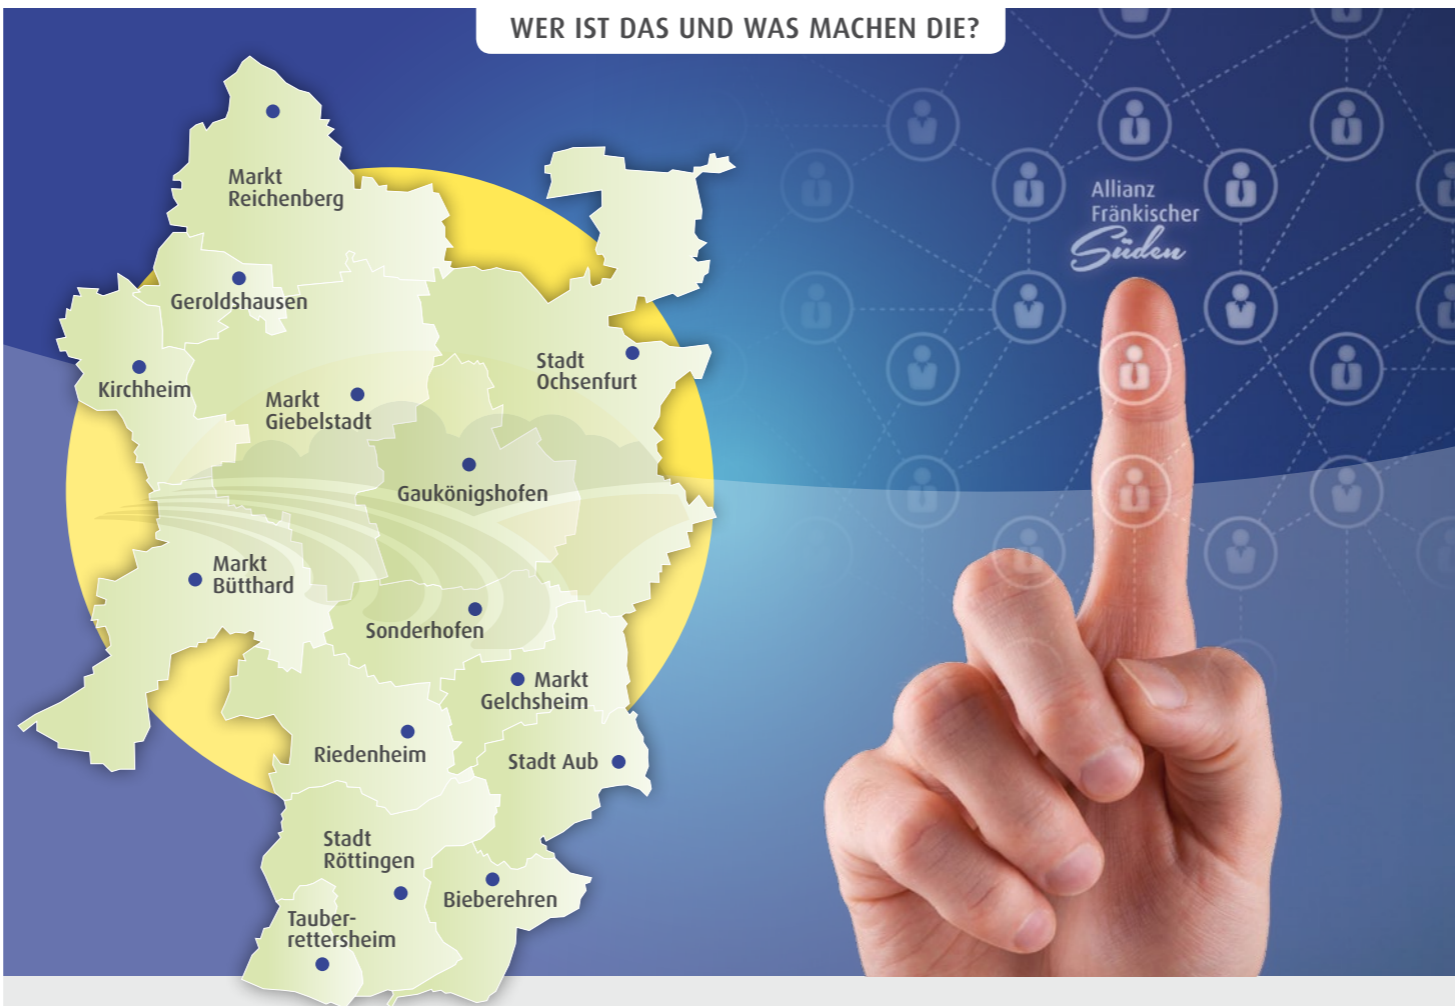 WER IST DAS UND WAS MACHEN DIE?
Markt
Reichenberg
Geroldshausen
Kirchheim
Markt
Giebelstadt
Stadt
Ochsenfurt
Gaukönigshofen
Markt
Bütthard
Sonderhofen
Markt
Gelchsheim
Riedenheim
Stadt Aub
Stadt
Röttingen
Bieberehren
Tauber-
rettersheim
Allianz
Fränkischer
Süden